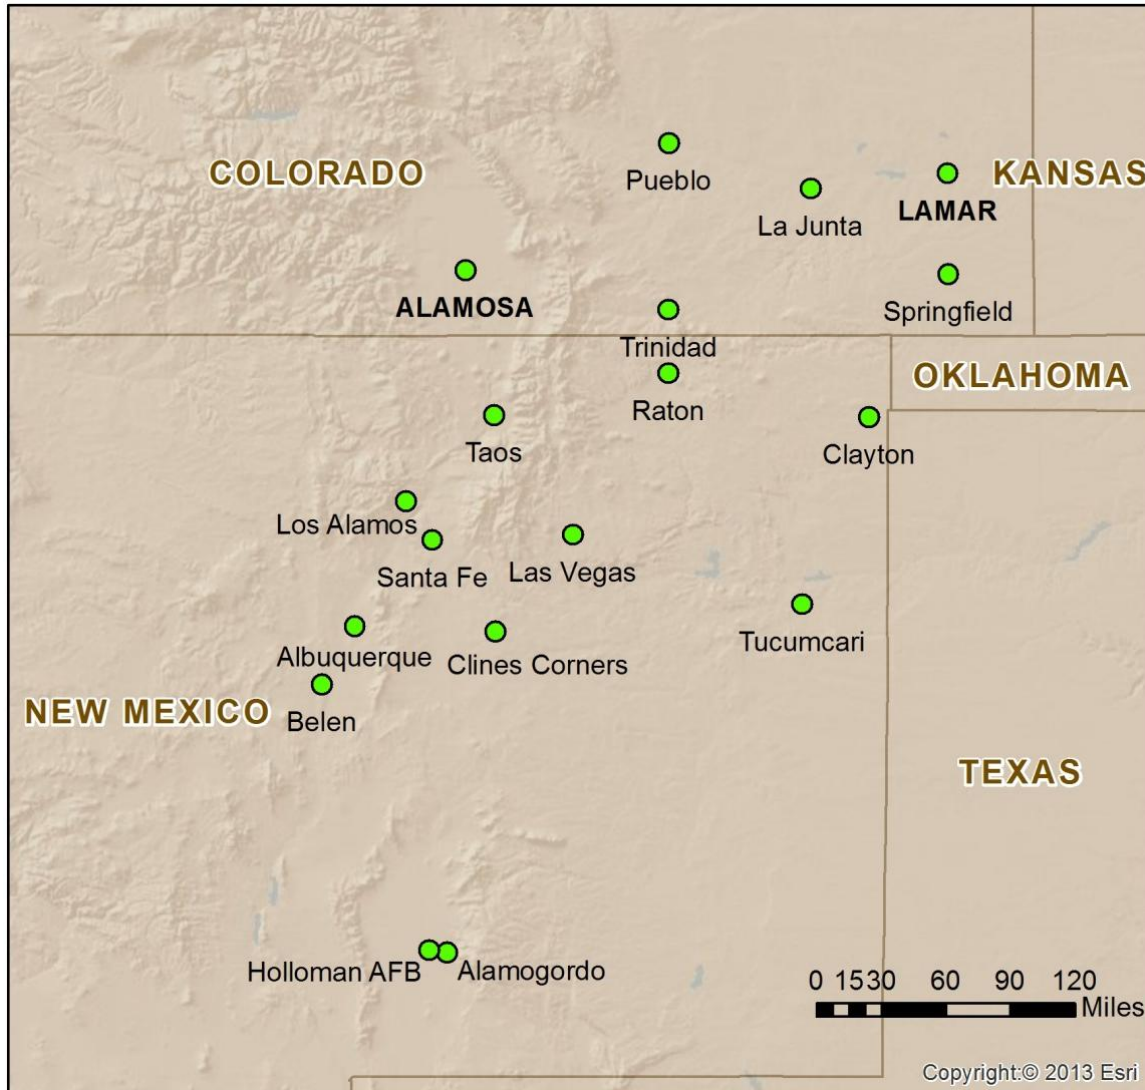 COLORADO
Pueblo
KANSAS
LAMAR
La Junta
ALAMOSA
Springfield
Trinidad
OKLAHOMA
Raton
Taos
Clayton
Los Alamos
Santa Fe
Las Vegas
Tucumcari
Albuquerque
Clines Corners
NEW MEXICO
Belen
TEXAS
Holloman AFB
Alamogordo
0 15 30 60 90 120
Miles
Copyright:© 2013 Esri